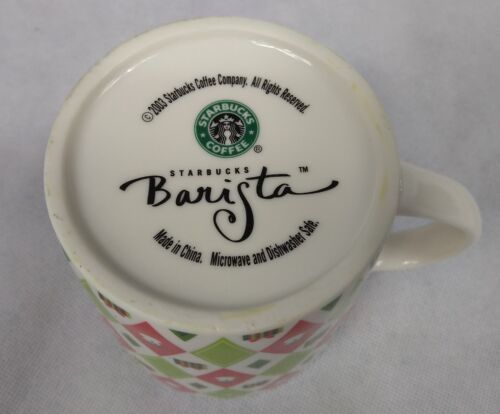 © 2003 Starbucks Coffee Company. All Rights Reserved.
STARBUCKS
COFFEE
®
STARBUCKS
Barista ™
Made in China. Microwave and Dishwasher Safe.